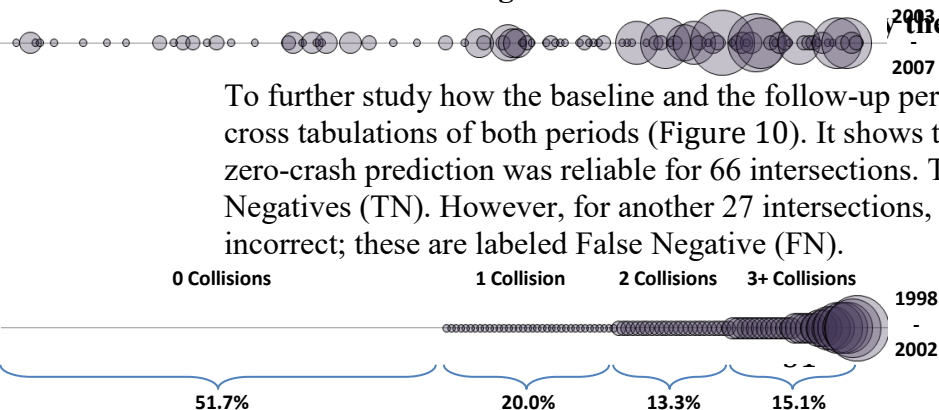 2003
the
-
2007
To further study how the baseline and the follow-up per
cross tabulations of both periods (Figure 10). It shows t
zero-crash prediction was reliable for 66 intersections. T
Negatives (TN). However, for another 27 intersections,
incorrect; these are labeled False Negative (FN).
0 Collisions 1 Collision 2 Collisions 3+ Collisions
1998
-
2002
51.7% 20.0% 13.3% 15.1%